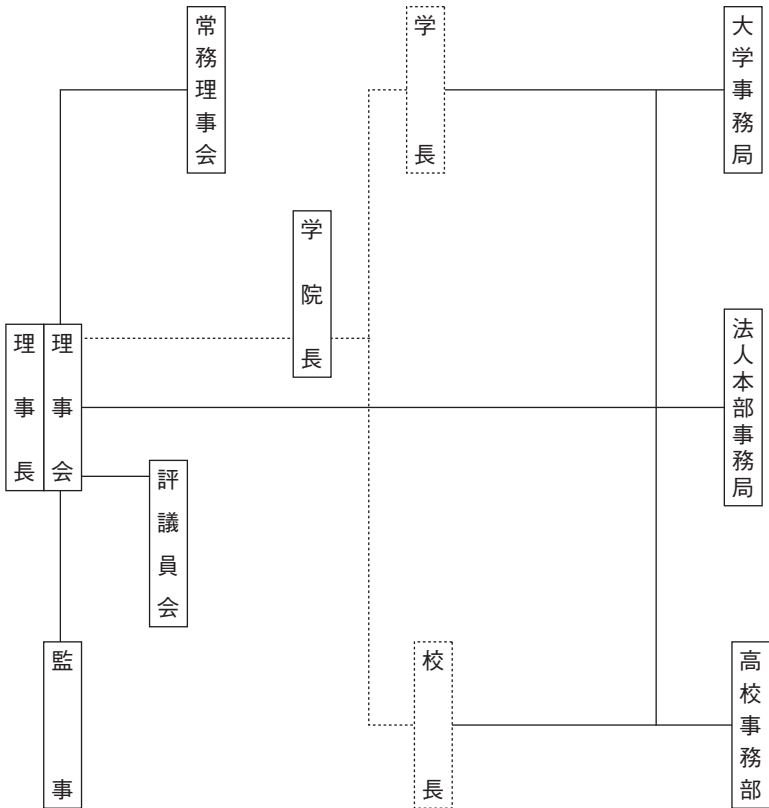 常務理事会
学長
大学事務局
学院長
理事長
理事会
法人本部事務局
評議員会
監事
校長
高校事務部